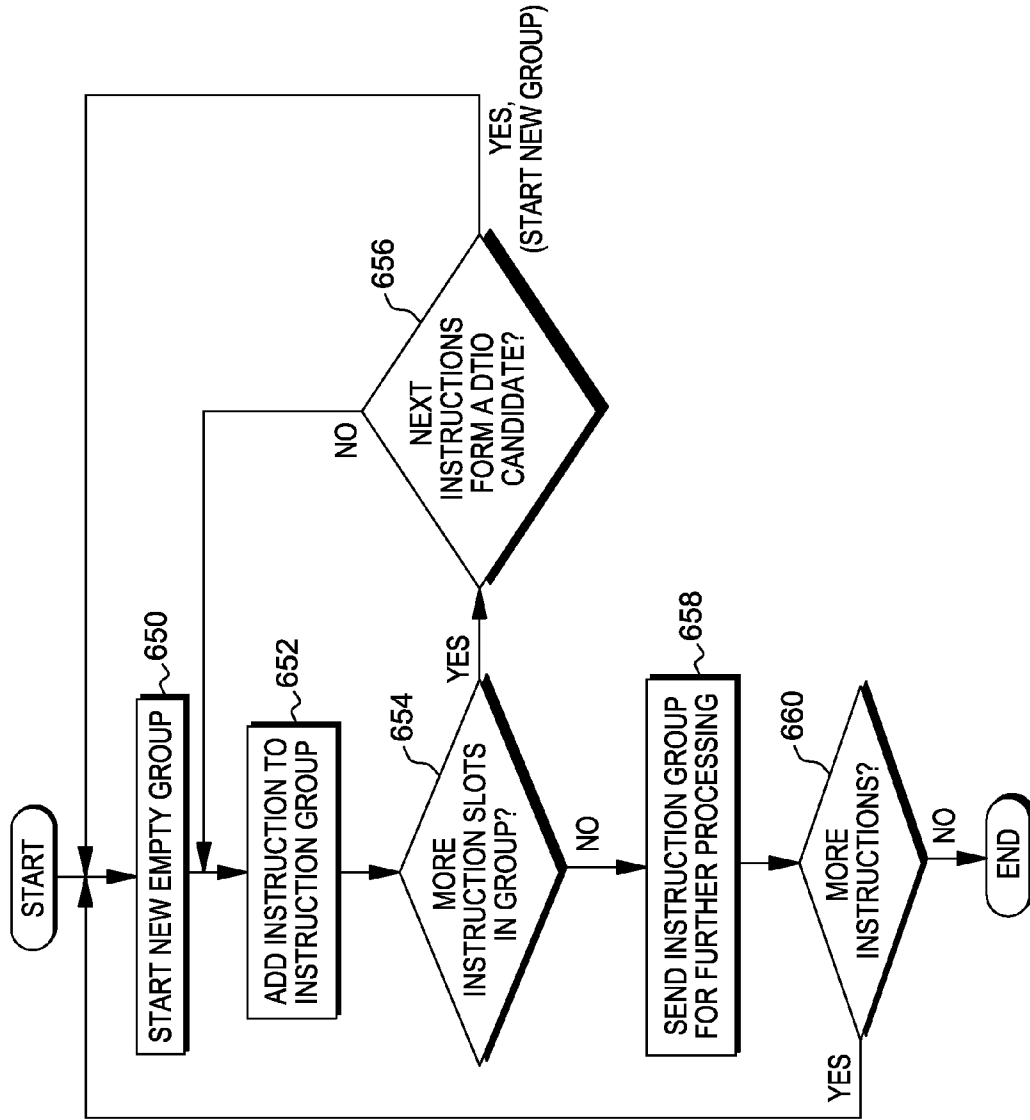 START
START NEW EMPTY GROUP
650
ADD INSTRUCTION TO
INSTRUCTION GROUP
652
MORE
INSTRUCTION SLOTS
IN GROUP?
654
YES
NO
NEXT
INSTRUCTIONS
FORM A DTIO
CANDIDATE?
656
NO
YES,
(START NEW GROUP)
SEND INSTRUCTION GROUP
FOR FURTHER PROCESSING
658
MORE
INSTRUCTIONS?
660
YES
NO
END